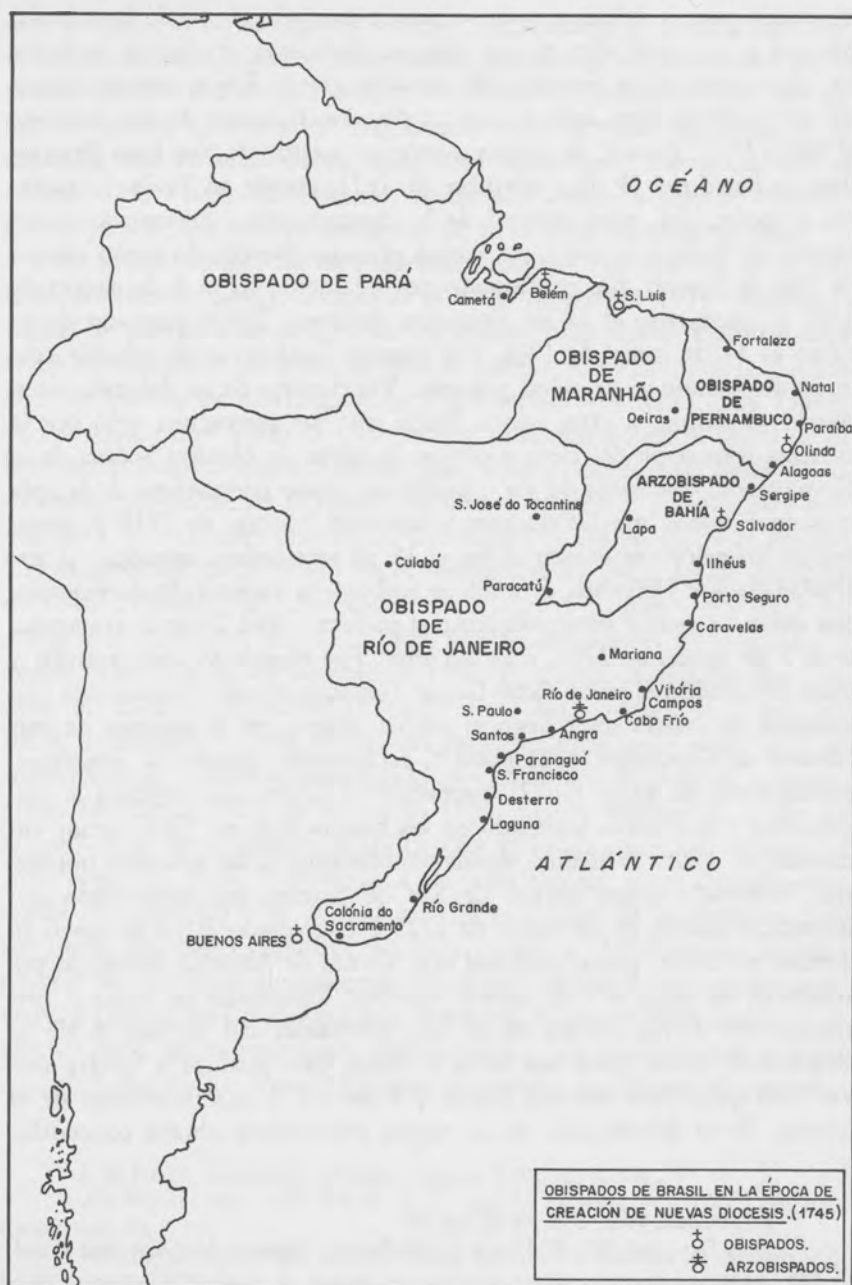 OCÉANO
OBISPADO DE PARÁ
Cametá
Belém
S. Luis
Fortaleza
OBISPADO
DE
MARANHÃO
Oeiras
OBISPADO
DE
PERNAMBUCO
Natal
Paraíba
Olinda
Alagoas
Sergipe
ARZOBISPADO
DE
BAHÍA
Lapa
Salvador
S. José do Tocantins
Cuiabá
Paracatú
Ilheus
Porto Seguro
Caravelas
OBISPADO
DE
RÍO DE JANEIRO
Mariana
Vitória
Campos
Río de Janeiro
Cabo Frío
S. Paulo
Santos
Angra
Paranagua
S. Francisco
Desterro
Laguna
ATLÁNTICO
Río Grande
Colónia do
Sacramento
BUENOS AIRES
OBISPADOS DE BRASIL EN LA ÉPOCA DE
CREACIÓN DE NUEVAS DIOCESIS.(1745)
OBISPADOS.
ARZOBISPADOS.